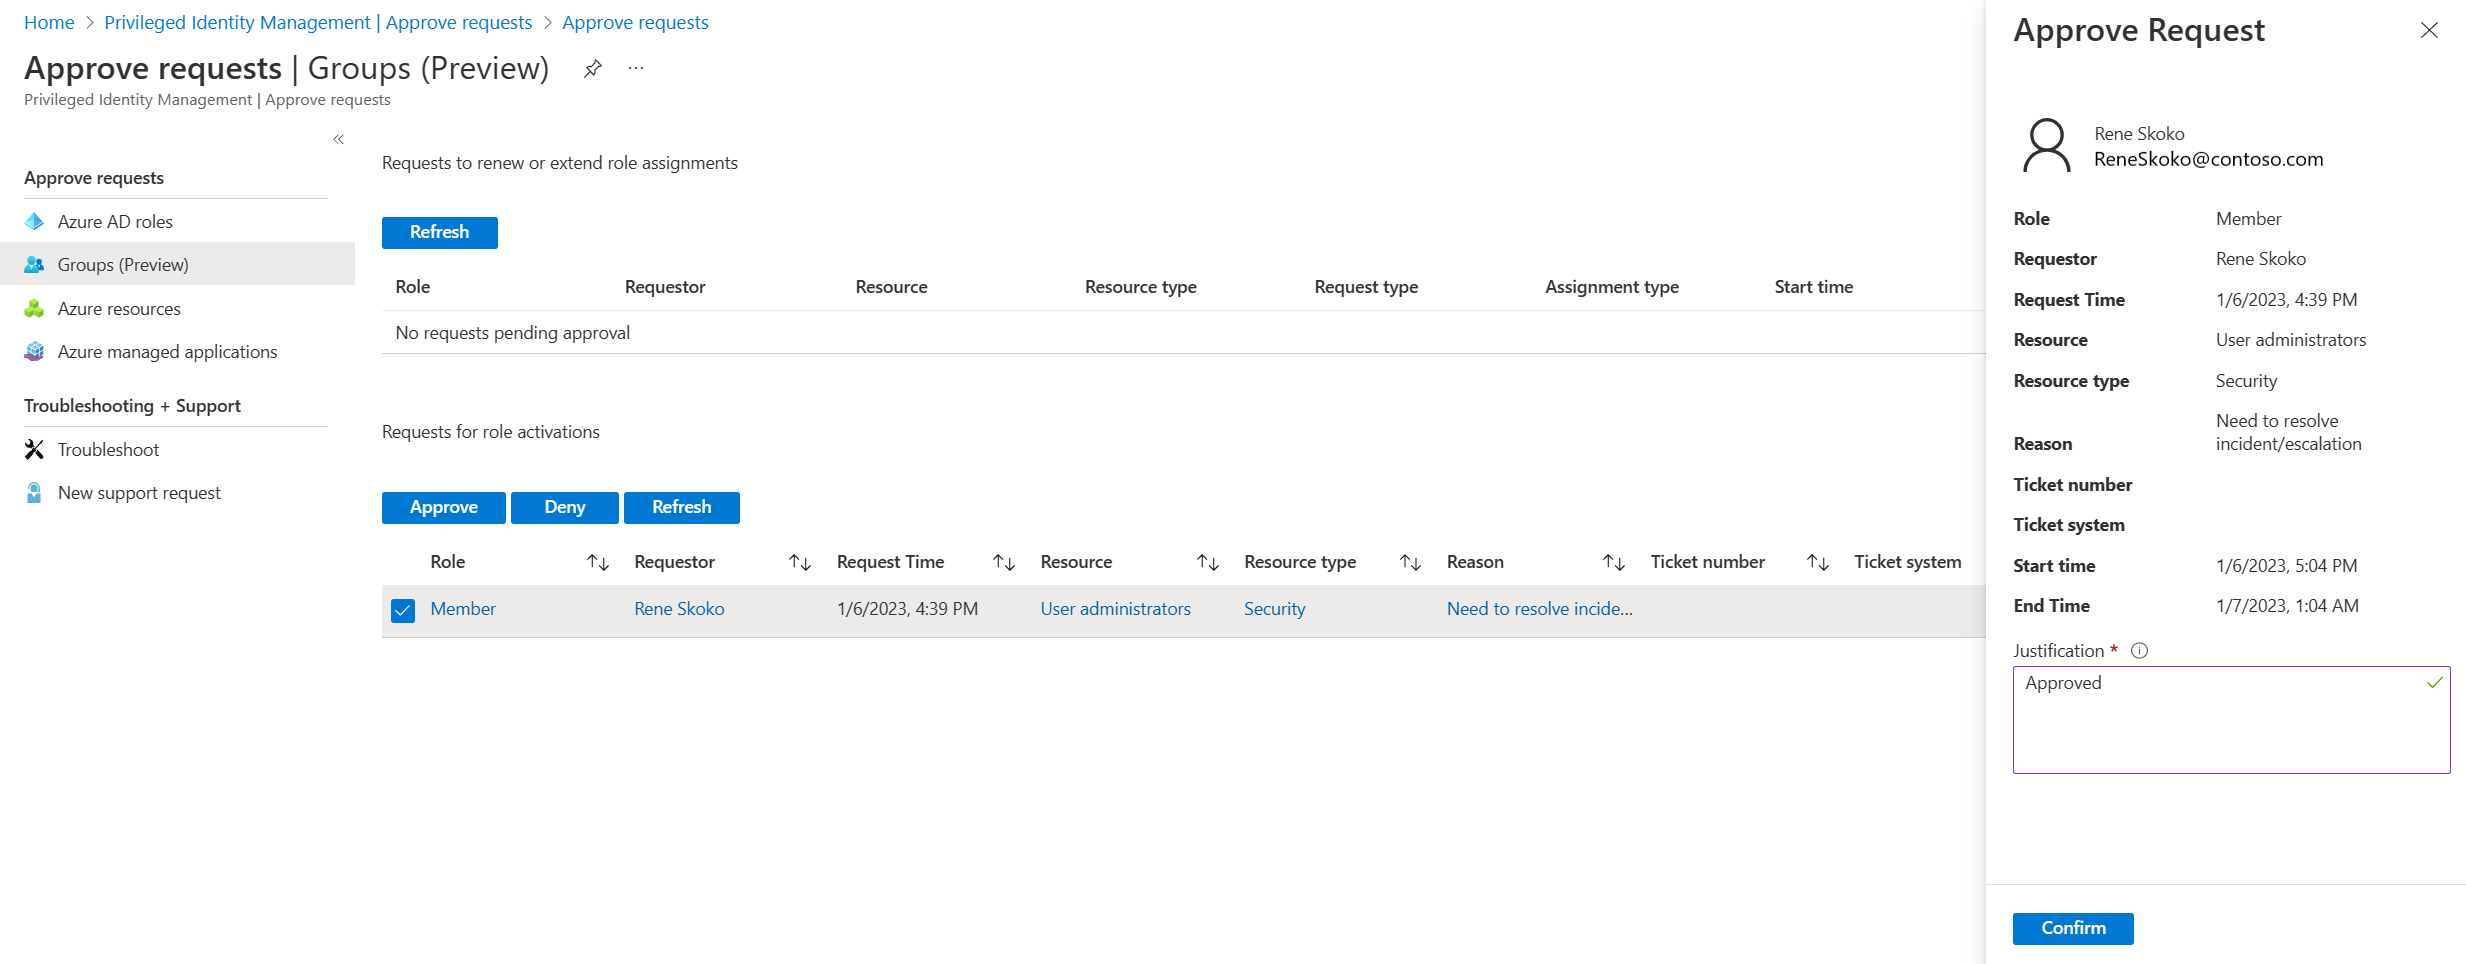 Home > Privileged Identity Management | Approve requests > Approve requests
Approve requests | Groups (Preview) ...
Privileged Identity Management | Approve requests
«
Approve requests
Azure AD roles
Groups (Preview)
Azure resources
Azure managed applications
Troubleshooting + Support
Troubleshoot
New support request
Requests to renew or extend role assignments
Refresh
Role Requestor Resource Resource type Request type Assignment type Start time
No requests pending approval
Requests for role activations
Approve Deny Refresh
Role ↑↓ Requestor ↑↓ Request Time ↑↓ Resource ↑↓ Resource type ↑↓ Reason ↑↓ Ticket number ↑↓ Ticket system
Member Rene Skoko 1/6/2023, 4:39 PM User administrators Security Need to resolve incide...
Approve Request
Rene Skoko
ReneSkoko@contoso.com
Role Member
Requestor Rene Skoko
Request Time 1/6/2023, 4:39 PM
Resource User administrators
Resource type Security
Reason Need to resolve
incident/escalation
Ticket number
Ticket system
Start time 1/6/2023, 5:04 PM
End Time 1/7/2023, 1:04 AM
Justification *
Approved
Confirm